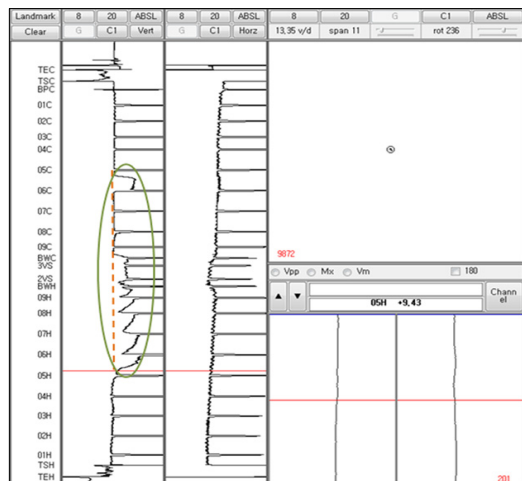 Landmark 8 20 ABSL 8 20 ABSL 8 20 G C1 ABSL
Clear G C1 Vert G C1 Horz 13,35 v/d span 11 rot 236
TEC
TSC
BPC
01C
02C
03C
04C
05C
06C
07C
08C
09C
BWC
3VS
2VS
BWH
09H
08H
07H
06H
05H
04H
03H
02H
01H
TSH
TEH
9872
Vpp Mx Vm 180
05H +9,43
Chann
el
201